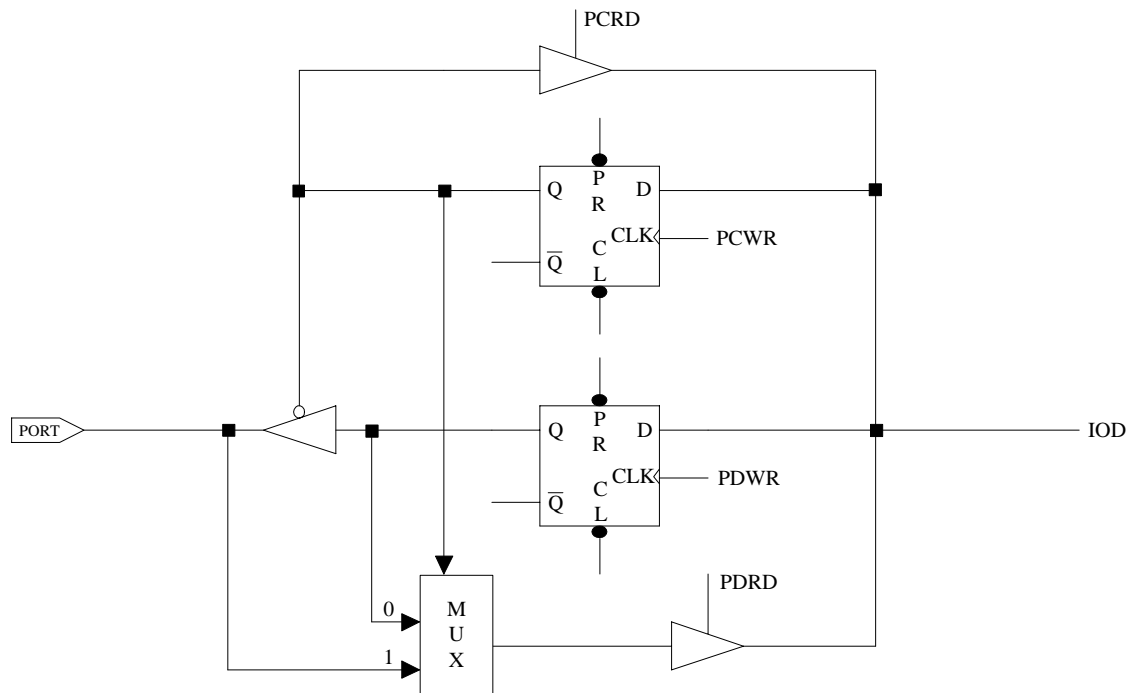 PCRD
Q P R D
CLK PCWR
Q̅ C L
PORT
Q P R D
IOD
CLK PDWR
Q̅ C L
PDRD
0
1
M U X